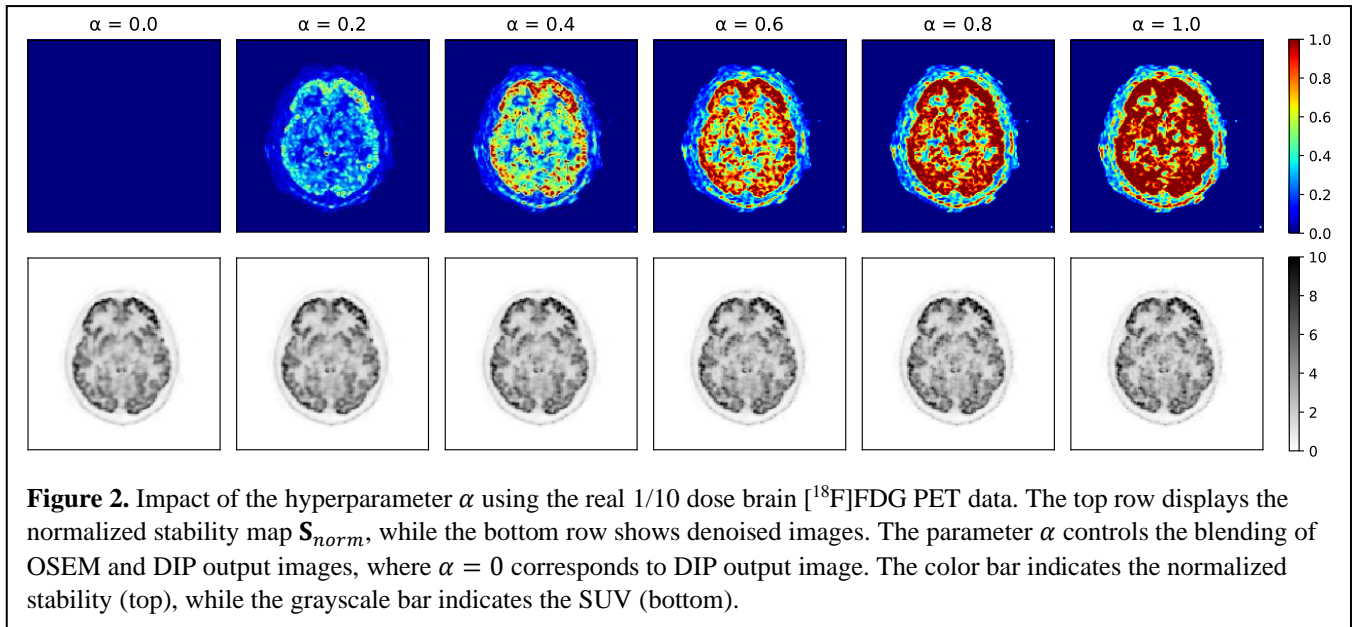 α = 0.0 α = 0.2 α = 0.4 α = 0.6 α = 0.8 α = 1.0
1.0
0.8
0.6
0.4
0.2
0.0
10
8
6
4
2
0
Figure 2. Impact of the hyperparameter α using the real 1/10 dose brain [¹⁸F]FDG PET data. The top row displays the
normalized stability map S_norm, while the bottom row shows denoised images. The parameter α controls the blending of
OSEM and DIP output images, where α = 0 corresponds to DIP output image. The color bar indicates the normalized
stability (top), while the grayscale bar indicates the SUV (bottom).